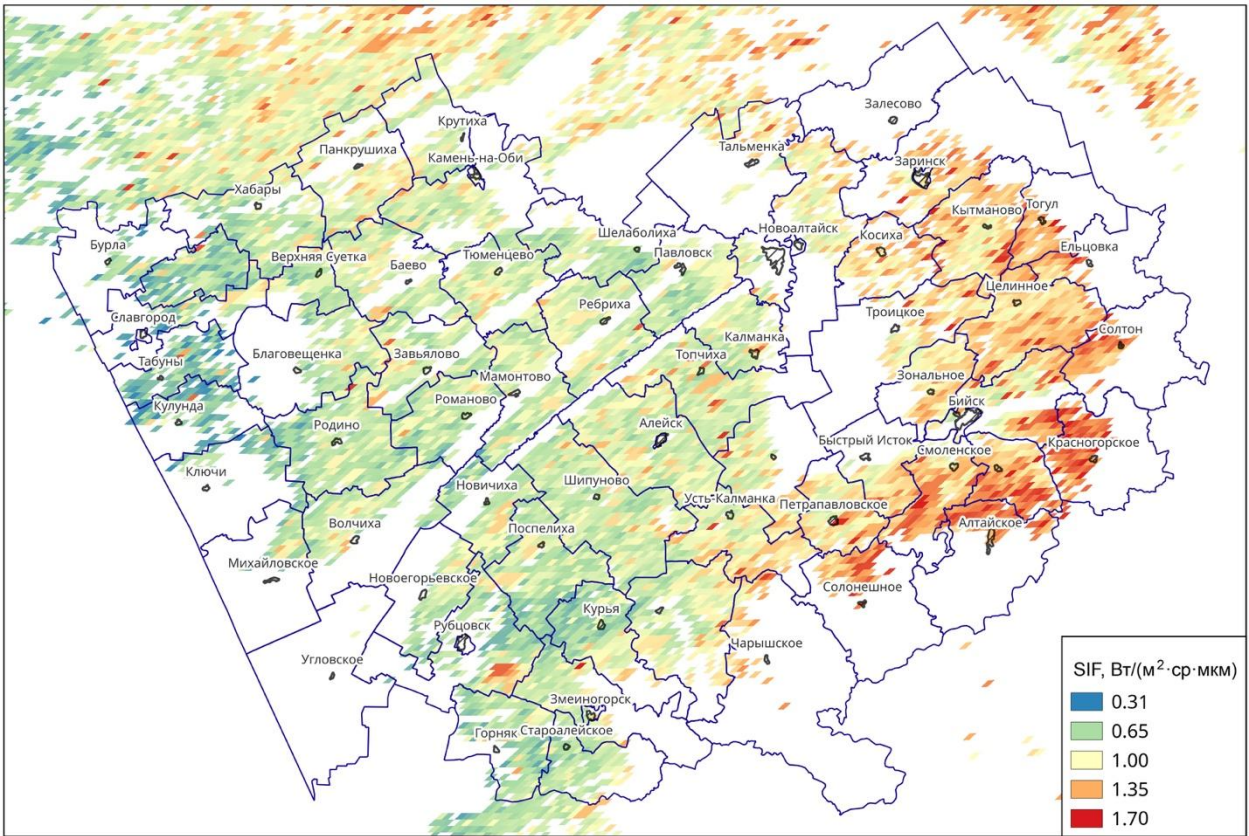 Залесово
Крутиха
Тальменка
Панкрушиха
Камень-на-Оби
Заринск
Хабары
Кытманово
Тогул
Шелаболиха
Новоалтайск
Косиха
Бурла
Верхняя Суетка
Баево
Тюменцево
Павловск
Ельцовка
Целинное
Ребриха
Славгород
Троицкое
Солтон
Табуны
Благовещенка
Завьялово
Топчиха
Калманка
Мамонтово
Зональное
Кулунда
Романово
Бийск
Родино
Алейск
Быстрый Исток
Красногорское
Смоленское
Ключи
Новичиха
Шипуново
Усть-Калманка
Петрапавловское
Волчиха
Поспелиха
Алтайское
Михайловское
Новоегорьевское
Солонешное
Курья
Рубцовск
Чарышское
Угловское
Змеиногорск
Горняк
Староалейское
SIF, Вт/(м²·ср·мкм)
0.31
0.65
1.00
1.35
1.70